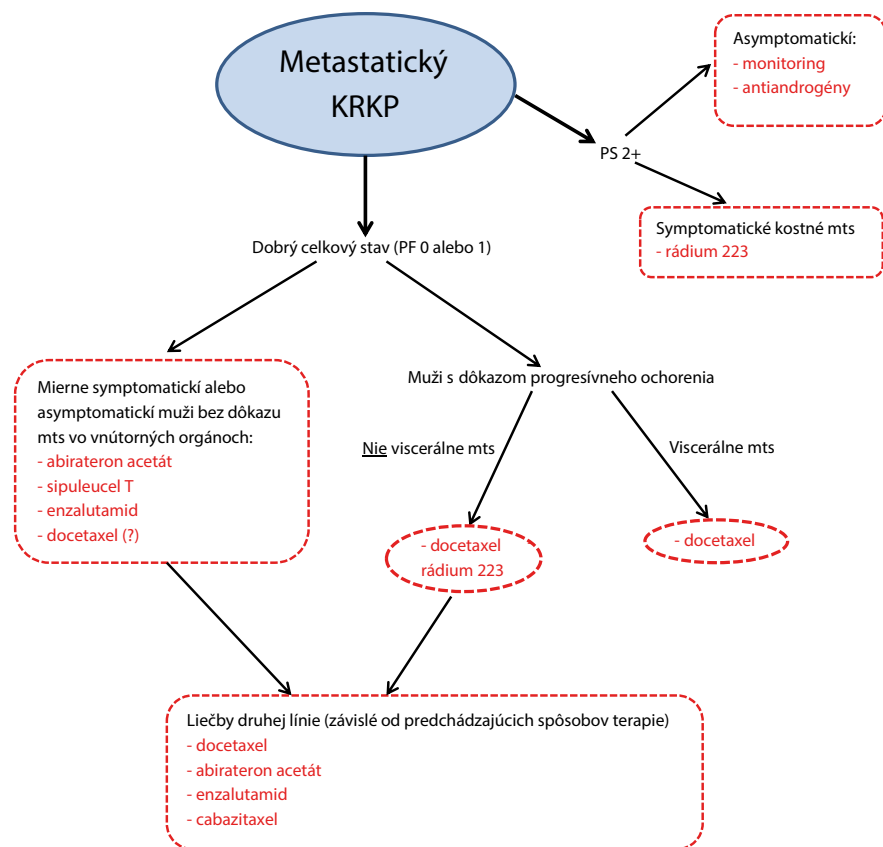 Metastatický
KRKP
Asymptomatickí:
- monitoring
- antiandrogény
PS 2+
Symptomatické kostné mts
- rádium 223
Dobrý celkový stav (PF 0 alebo 1)
Mierne symptomatickí alebo
asymptomatickí muži bez dôkazu
mts vo vnútorných orgánoch:
- abirateron acetát
- sipuleucel T
- enzalutamid
- docetaxel (?)
Muži s dôkazom progresívneho ochorenia
Nie viscerálne mts
Viscerálne mts
- docetaxel
rádium 223
- docetaxel
Liečby druhej línie (závislé od predchádzajúcich spôsobov terapie)
- docetaxel
- abirateron acetát
- enzalutamid
- cabazitaxel